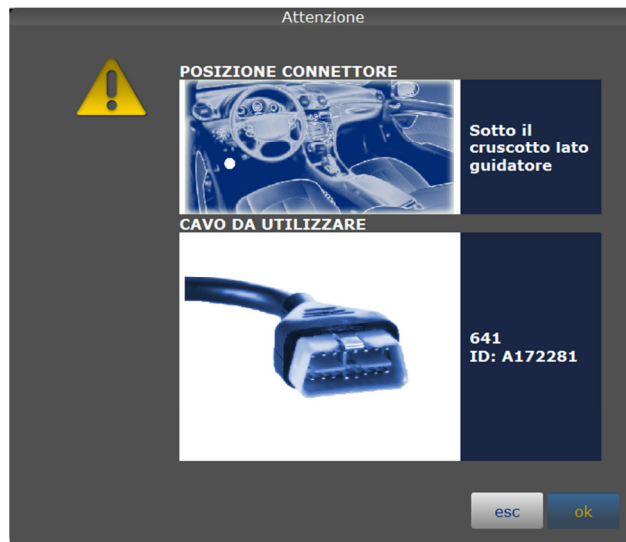 Attenzione
POSIZIONE CONNETTORE
Sotto il
cruscotto lato
guidatore
CAVO DA UTILIZZARE
641
ID: A172281
esc
ok